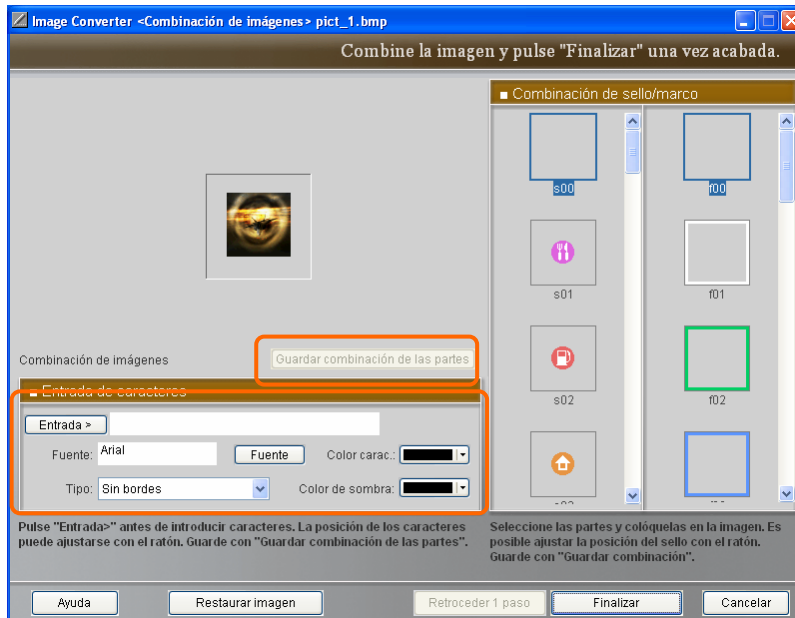 Image Converter <Combinación de imágenes> pict_1.bmp
Combine la imagen y pulse "Finalizar" una vez acabada.
■ Combinación de sello/marco
s00
f00
s01
f01
s02
f02
Combinación de imágenes
Guardar combinación de las partes
■ Entrada de caracteres
Entrada >
Fuente: Arial
Fuente
Color carac.:
Tipo: Sin bordes
Color de sombra:
Pulse "Entrada>" antes de introducir caracteres. La posición de los caracteres
puede ajustarse con el ratón. Guarde con "Guardar combinación de las partes".
Seleccione las partes y colóquelas en la imagen. Es
posible ajustar la posición del sello con el ratón.
Guarde con "Guardar combinación".
Ayuda
Restaurar imagen
Retroceder 1 paso
Finalizar
Cancelar